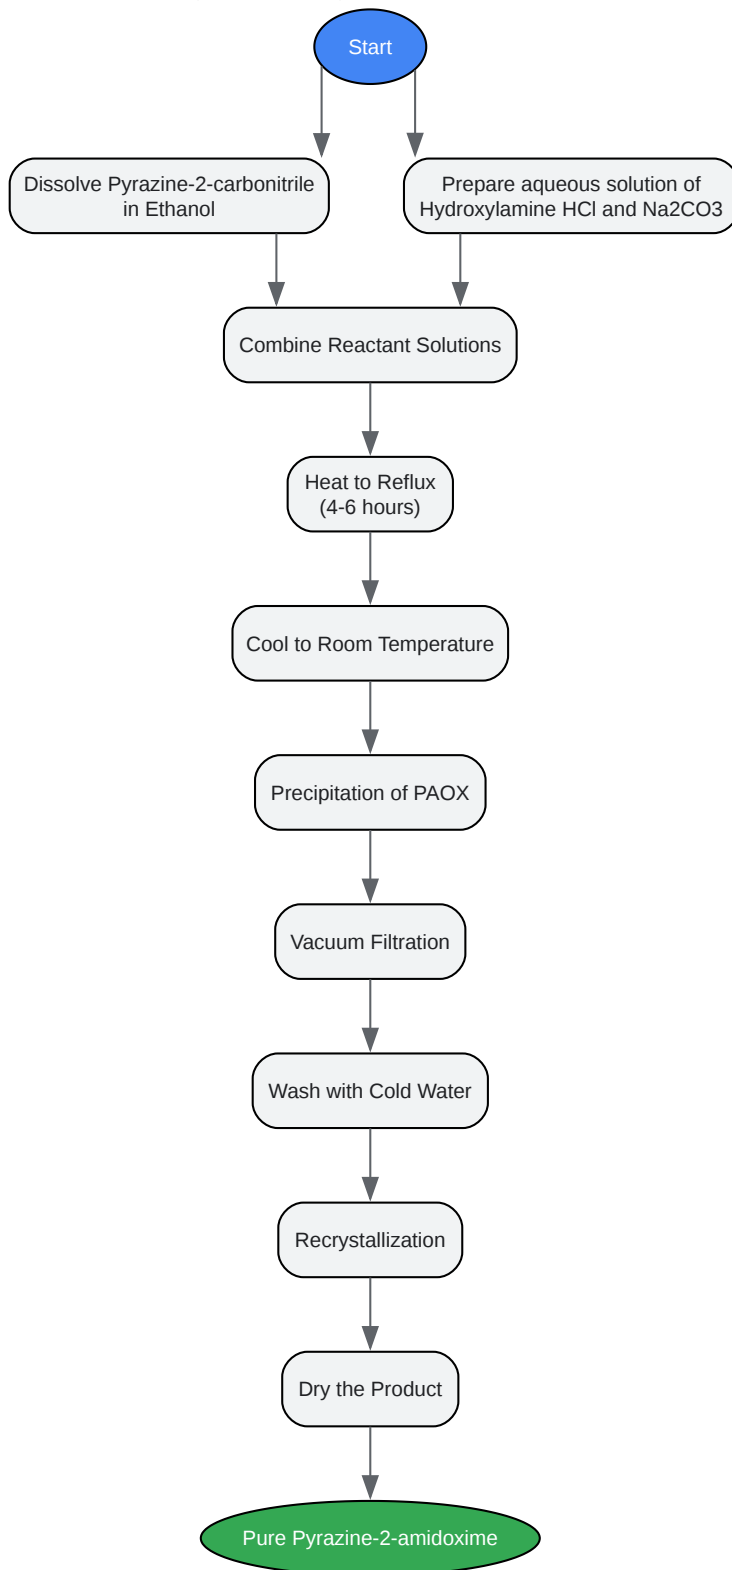 Start
Dissolve Pyrazine-2-carbonitrile
in Ethanol
Prepare aqueous solution of
Hydroxylamine HCl and Na2CO3
Combine Reactant Solutions
Heat to Reflux
(4-6 hours)
Cool to Room Temperature
Precipitation of PAOX
Vacuum Filtration
Wash with Cold Water
Recrystallization
Dry the Product
Pure Pyrazine-2-amidoxime